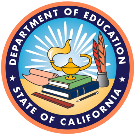 DEPARTMENT OF EDUCATION
STATE OF CALIFORNIA